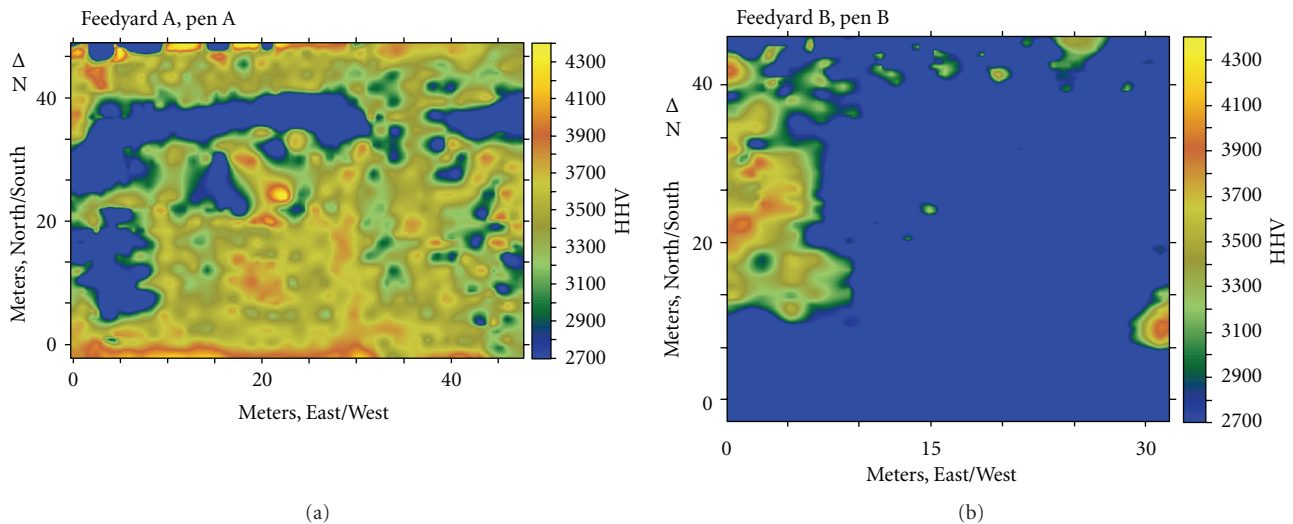 Feedyard A, pen A
N Δ
Meters, North/South
40
20
0
0
20
40
Meters, East/West
4300
4100
3900
3700
3500
3300
3100
2900
2700
HHV
(a)
Feedyard B, pen B
N Δ
Meters, North/South
40
20
0
0
15
30
Meters, East/West
4300
4100
3900
3700
3500
3300
3100
2900
2700
HHV
(b)